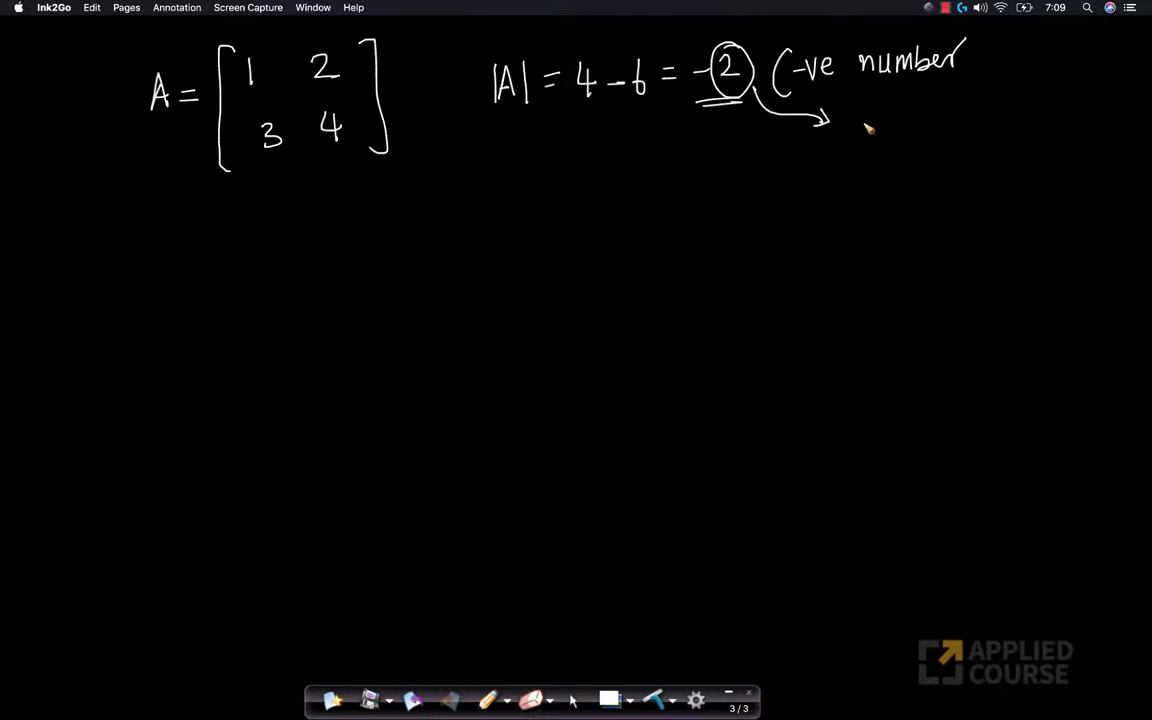 Ink2Go Edit Pages Annotation Screen Capture Window Help 7:09
A = [ 1 2
3 4 ]
|A| = 4 - 6 = -2 (-ve number
APPLIED
COURSE
3 / 3